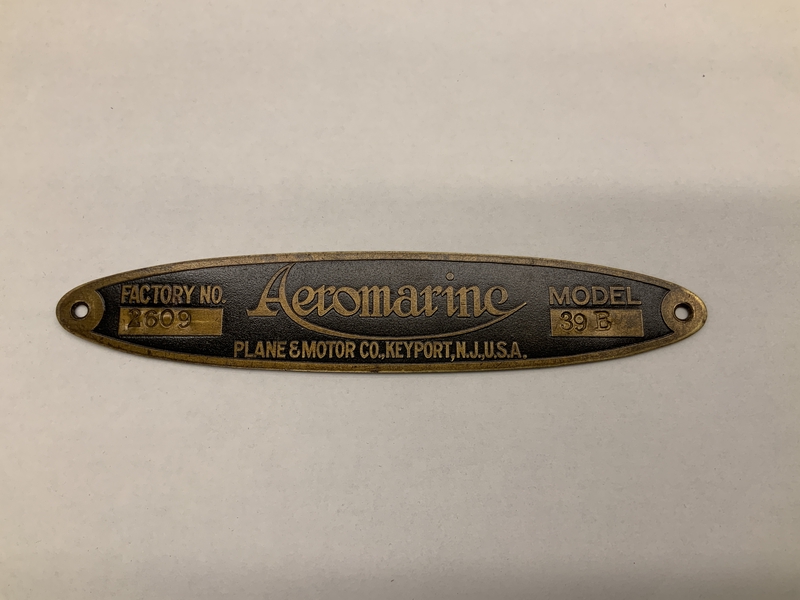 FACTORY NO. Aeromarine MODEL
2609 39 B
PLANE & MOTOR CO., KEYPORT, N.J., U.S.A.